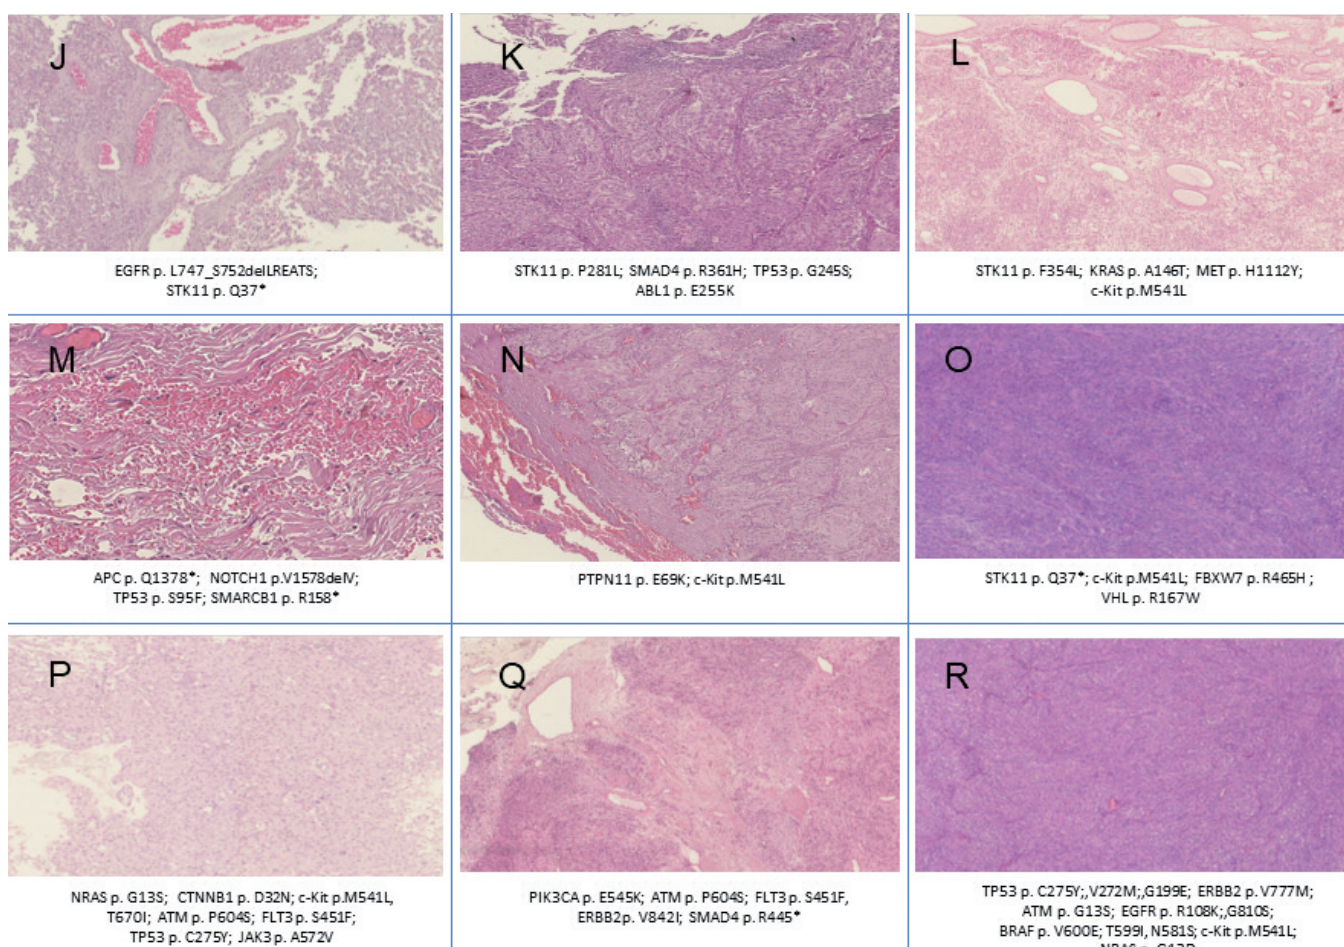 J
K
L
EGFR p. L747_S752delLREATS;
STK11 p. Q37*
STK11 p. P281L; SMAD4 p. R361H; TP53 p. G245S;
ABL1 p. E255K
STK11 p. F354L; KRAS p. A146T; MET p. H1112Y;
c-Kit p.M541L
M
N
O
APC p. Q1378*; NOTCH1 p.V1578delV;
TP53 p. S95F; SMARCB1 p. R158*
PTPN11 p. E69K; c-Kit p.M541L
STK11 p. Q37*; c-Kit p.M541L; FBXW7 p. R465H ;
VHL p. R167W
P
Q
R
NRAS p. G13S; CTNNB1 p. D32N; c-Kit p.M541L,
T670I; ATM p. P604S; FLT3 p. S451F;
TP53 p. C275Y; JAK3 p. A572V
PIK3CA p. E545K; ATM p. P604S; FLT3 p. S451F,
ERBB2p. V842I; SMAD4 p. R445*
TP53 p. C275Y,,V272M;,G199E; ERBB2 p. V777M;
ATM p. G13S; EGFR p. R108K;,G810S;
BRAF p. V600E; T599I, N581S; c-Kit p.M541L;